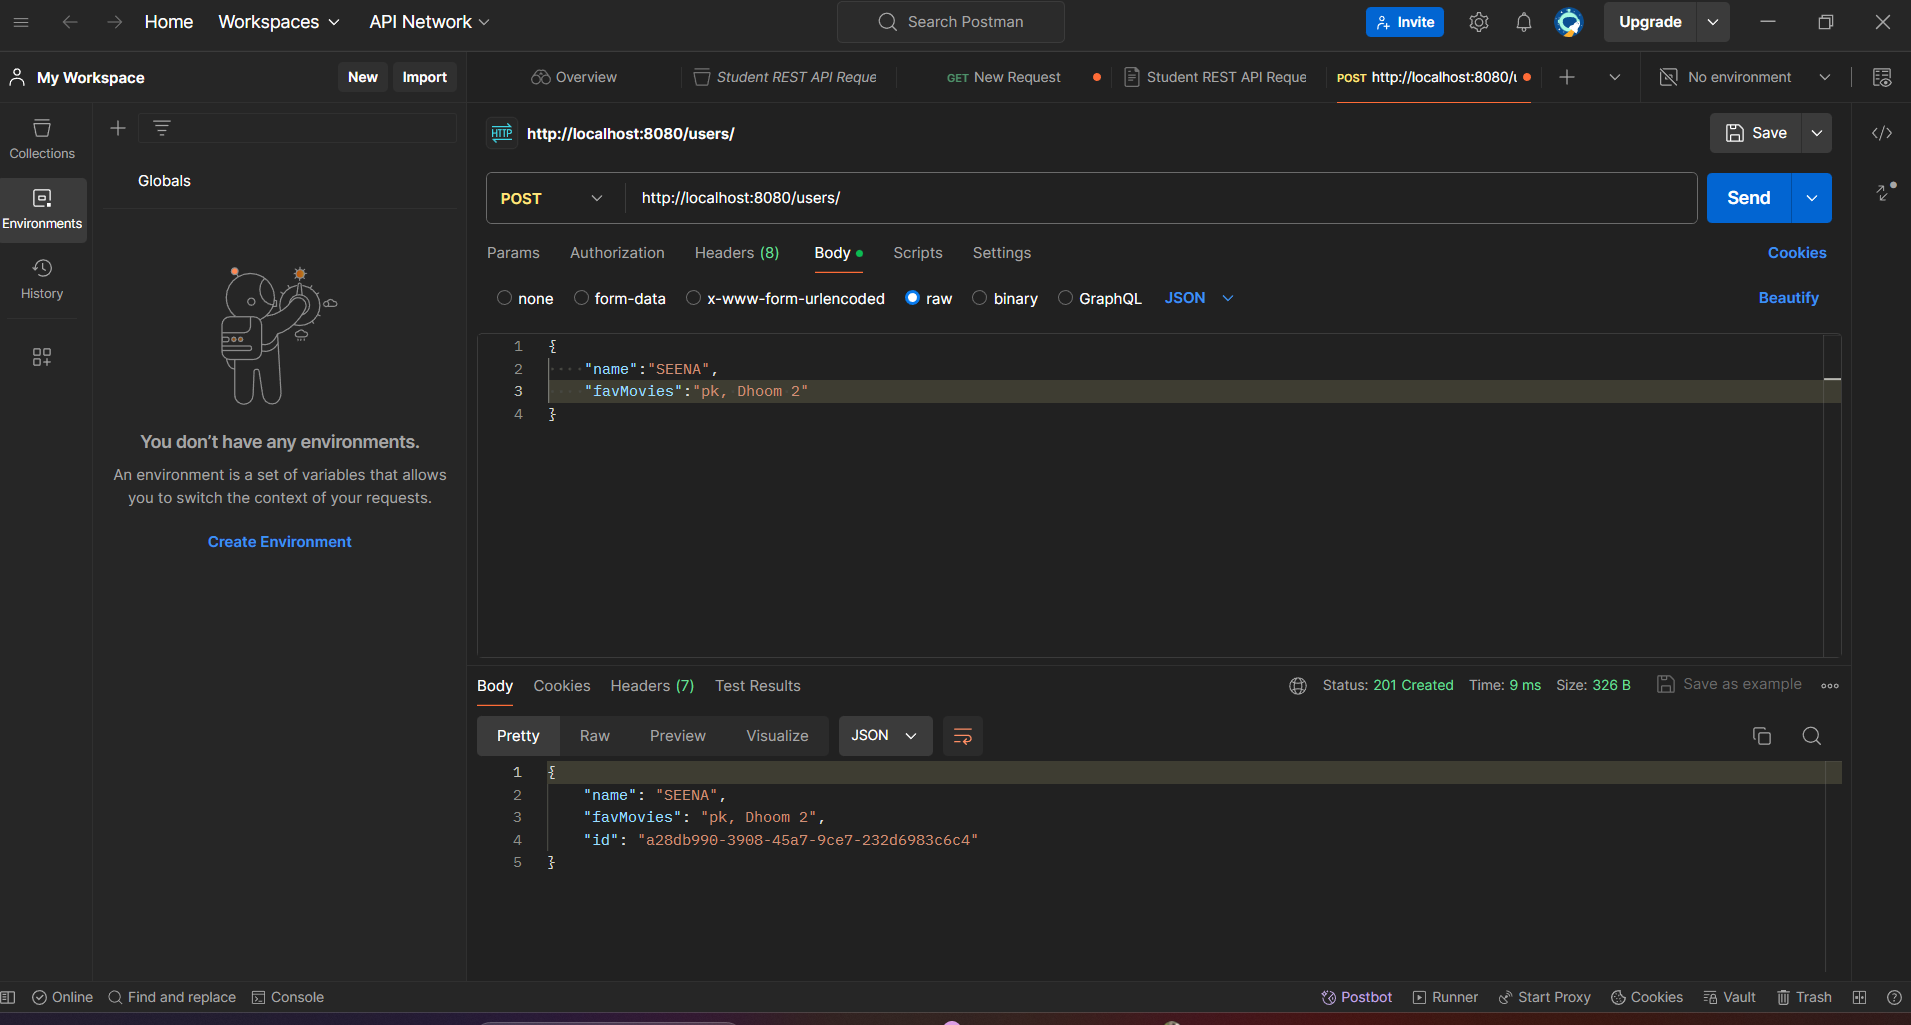 Home Workspaces API Network Search Postman Invite Upgrade
My Workspace New Import Overview Student REST API Reque GET New Request Student REST API Reque POST http://localhost:8080/u No environment
Collections
Environments
History
Globals
You don't have any environments.
An environment is a set of variables that allows
you to switch the context of your requests.
Create Environment
HTTP http://localhost:8080/users/ Save
POST http://localhost:8080/users/ Send
Params Authorization Headers (8) Body Scripts Settings Cookies
none form-data x-www-form-urlencoded raw binary GraphQL JSON Beautify
1 {
2 "name":"SEENA",
3 "favMovies":"pk, Dhoom 2"
4 }
Body Cookies Headers (7) Test Results Status: 201 Created Time: 9 ms Size: 326 B Save as example
Pretty Raw Preview Visualize JSON
1 {
2 "name": "SEENA",
3 "favMovies": "pk, Dhoom 2",
4 "id": "a28db990-3908-45a7-9ce7-232d6983c6c4"
5 }
Online Find and replace Console Postbot Runner Start Proxy Cookies Vault Trash